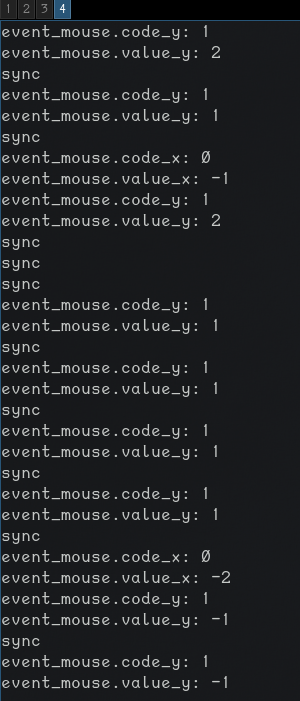 1 2 3 4
event_mouse.code_y: 1
event_mouse.value_y: 2
sync
event_mouse.code_y: 1
event_mouse.value_y: 1
sync
event_mouse.code_x: 0
event_mouse.value_x: -1
event_mouse.code_y: 1
event_mouse.value_y: 2
sync
sync
sync
event_mouse.code_y: 1
event_mouse.value_y: 1
sync
event_mouse.code_y: 1
event_mouse.value_y: 1
sync
event_mouse.code_y: 1
event_mouse.value_y: 1
sync
event_mouse.code_y: 1
event_mouse.value_y: 1
sync
event_mouse.code_x: 0
event_mouse.value_x: -2
event_mouse.code_y: 1
event_mouse.value_y: -1
sync
event_mouse.code_y: 1
event_mouse.value_y: -1